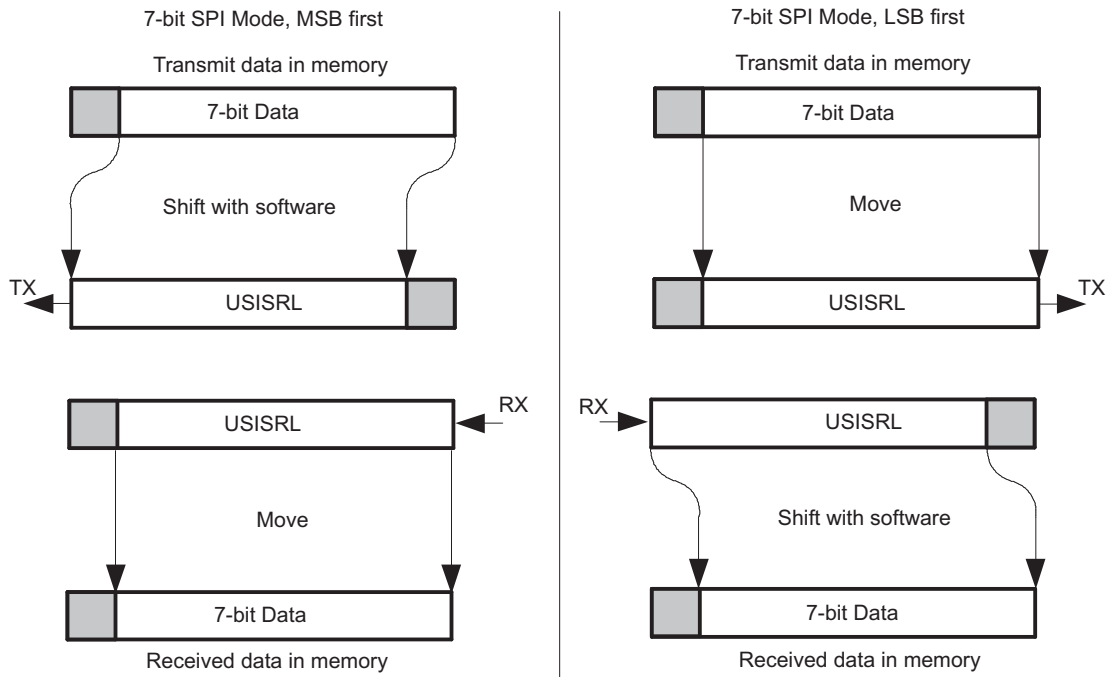 7-bit SPI Mode, MSB first
Transmit data in memory
7-bit Data
Shift with software
TX
USISRL
RX
USISRL
Move
7-bit Data
Received data in memory
7-bit SPI Mode, LSB first
Transmit data in memory
7-bit Data
Move
TX
USISRL
RX
USISRL
Shift with software
7-bit Data
Received data in memory